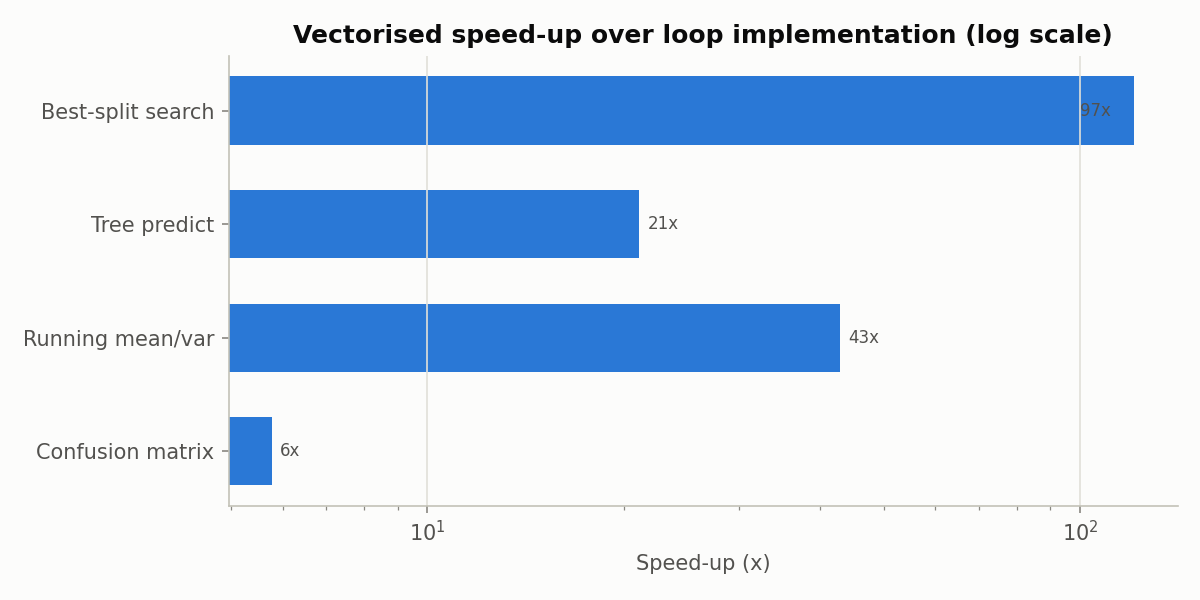 Vectorised speed-up over loop implementation (log scale)
Best-split search
97x
Tree predict
21x
Running mean/var
43x
Confusion matrix
6x
10¹
10²
Speed-up (x)